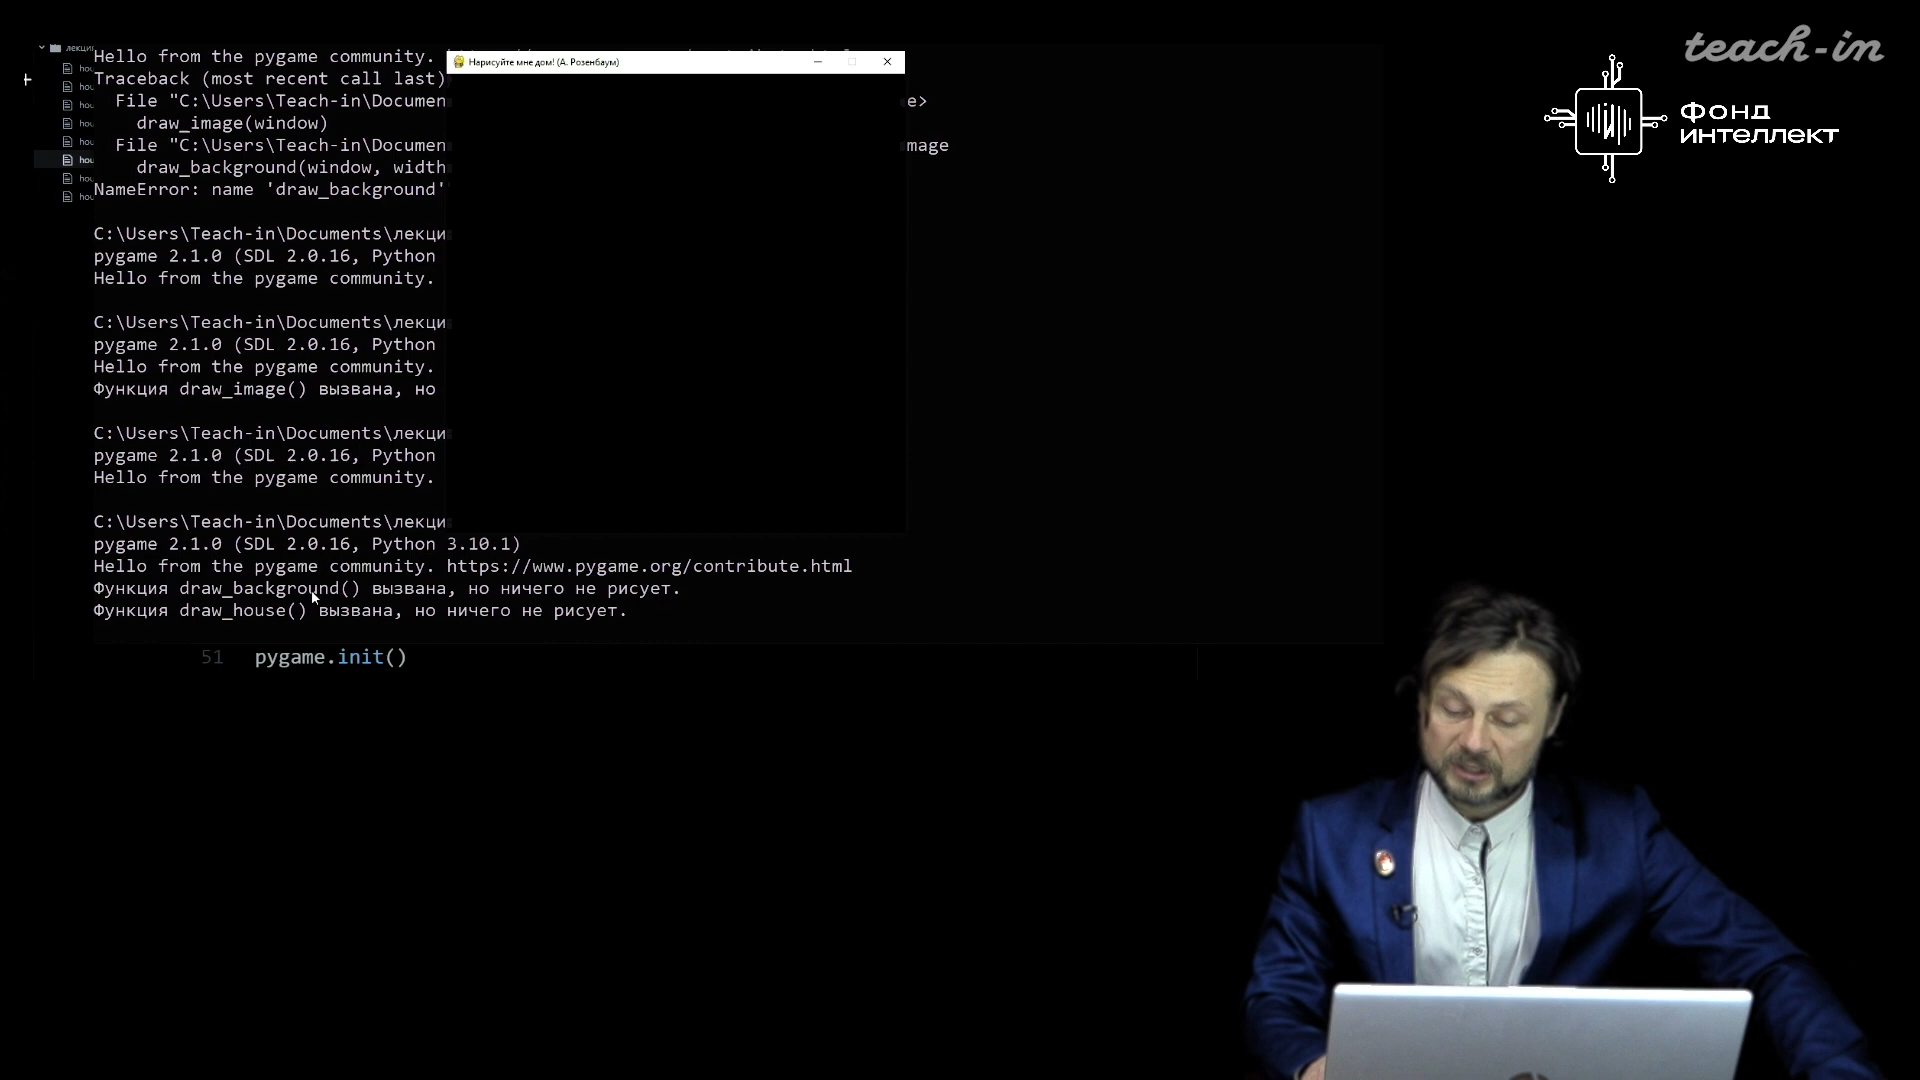 teach-in
ФОНД
ИНТЕЛЛЕКТ
лекции
Hello from the pygame community.
Нарисуйте мне дом! (А. Розенбаум)
Traceback (most recent call last)
File "C:\Users\Teach-in\Documen e>
draw_image(window)
File "C:\Users\Teach-in\Documen mage
draw_background(window, width
NameError: name 'draw_background'
C:\Users\Teach-in\Documents\лекци
pygame 2.1.0 (SDL 2.0.16, Python
Hello from the pygame community.
C:\Users\Teach-in\Documents\лекци
pygame 2.1.0 (SDL 2.0.16, Python
Hello from the pygame community.
Функция draw_image() вызвана, но
C:\Users\Teach-in\Documents\лекци
pygame 2.1.0 (SDL 2.0.16, Python
Hello from the pygame community.
C:\Users\Teach-in\Documents\лекци
pygame 2.1.0 (SDL 2.0.16, Python 3.10.1)
Hello from the pygame community. https://www.pygame.org/contribute.html
Функция draw_background() вызвана, но ничего не рисует.
Функция draw_house() вызвана, но ничего не рисует.
51 pygame.init()